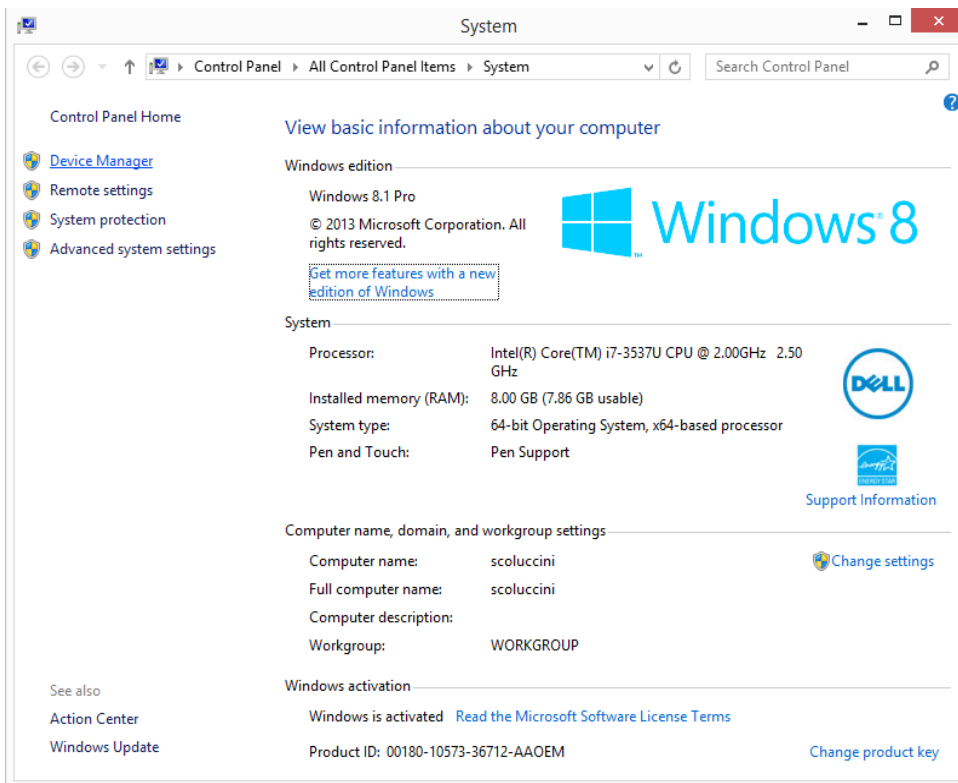 System
Control Panel All Control Panel Items System Search Control Panel
Control Panel Home
Device Manager
Remote settings
System protection
Advanced system settings
See also
Action Center
Windows Update
View basic information about your computer
Windows edition
Windows 8.1 Pro
© 2013 Microsoft Corporation. All
rights reserved.
Get more features with a new
edition of Windows
Windows 8
TM
System
Processor: Intel(R) Core(TM) i7-3537U CPU @ 2.00GHz 2.50
GHz
Installed memory (RAM): 8.00 GB (7.86 GB usable)
System type: 64-bit Operating System, x64-based processor
Pen and Touch: Pen Support
DELL
energy
ENERGY STAR
Support Information
Computer name, domain, and workgroup settings
Computer name: scoluccini
Change settings
Full computer name: scoluccini
Computer description:
Workgroup: WORKGROUP
Windows activation
Windows is activated Read the Microsoft Software License Terms
Product ID: 00180-10573-36712-AAOEM
Change product key